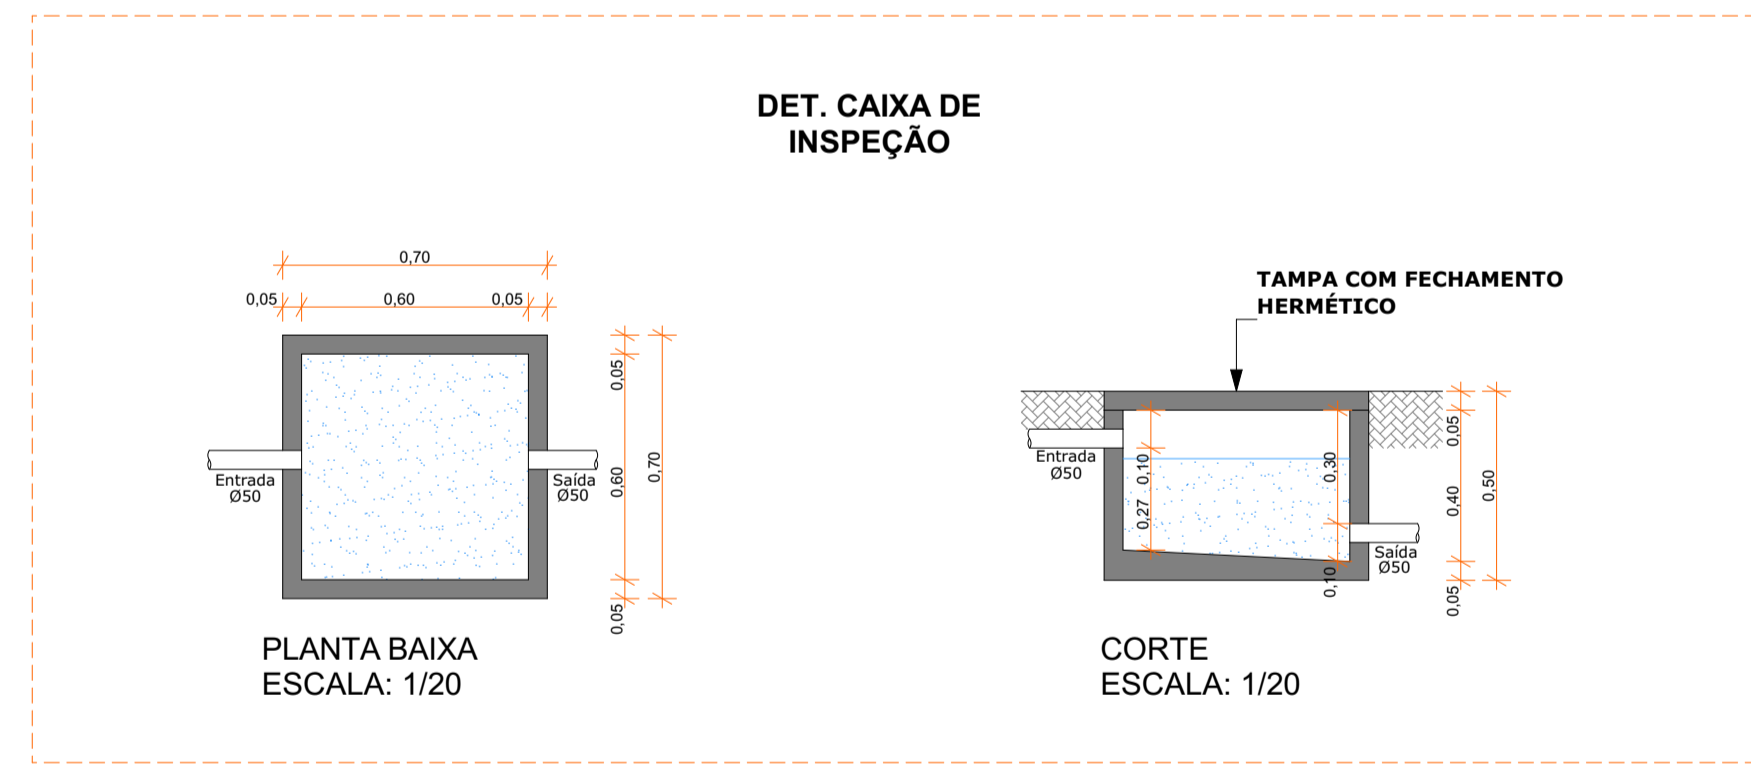 DET. CAIXA DE
INSPEÇÃO
0,70
0,05 0,60 0,05
0,05
0,60
0,70
0,05
Entrada
Ø50
Saída
Ø50
PLANTA BAIXA
ESCALA: 1/20
TAMPA COM FECHAMENTO
HERMÉTICO
Entrada
Ø50
0,10
0,27
0,30
0,10
Saída
Ø50
0,05
0,40
0,50
0,05
CORTE
ESCALA: 1/20